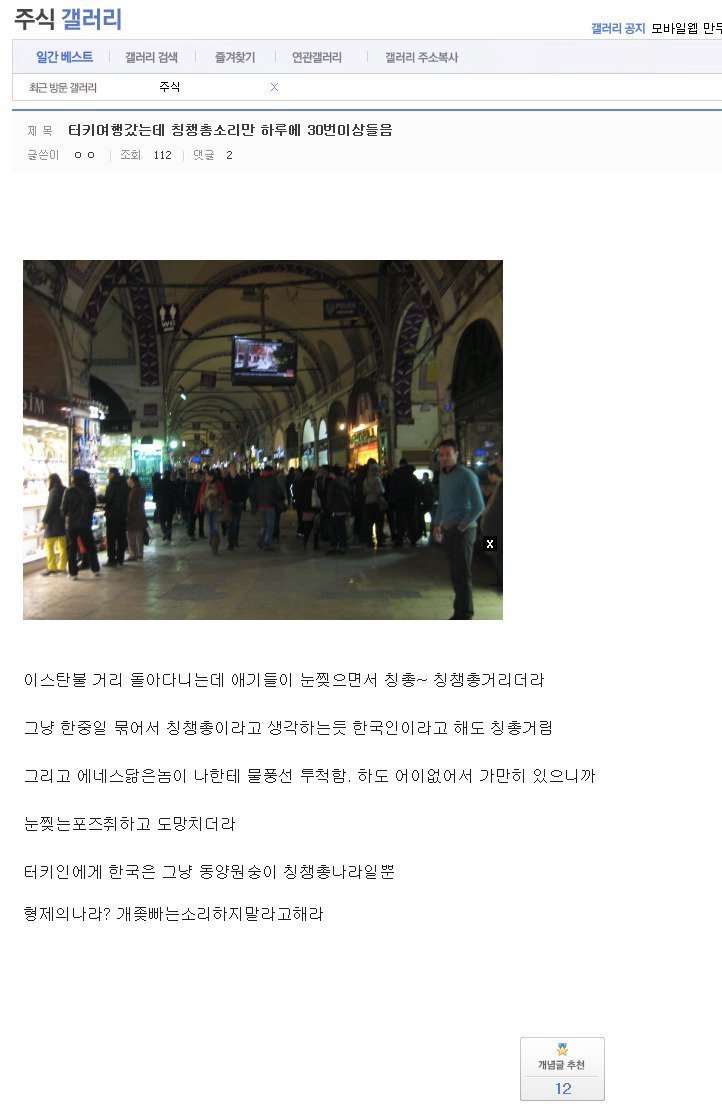 주식 갤러리
갤러리 공지 모바일웹 만두
일간 베스트 갤러리 검색 즐겨찾기 연관갤러리 갤러리 주소복사
최근 방문 갤러리 주식 X
제 목 터키여행갔는데 칭챙총소리만 하루에 30번이상들음
글쓴이 ㅇㅇ 조회 112 댓글 2
WC
POLICE
SIM
X
이스탄불 거리 돌아다니는데 애기들이 눈찢으면서 칭총~ 칭챙총거리더라
그냥 한중일 묶어서 칭챙총이라고 생각하는듯 한국인이라고 해도 칭총거림
그리고 에네스닮은놈이 나한테 물풍선 투척함. 하도 어이없어서 가만히 있으니까
눈찢는포즈취하고 도망치더라
터키인에게 한국은 그냥 동양원숭이 칭챙총나라일뿐
형제의나라? 개좆빠는소리하지말라고해라
개념글 추천
12